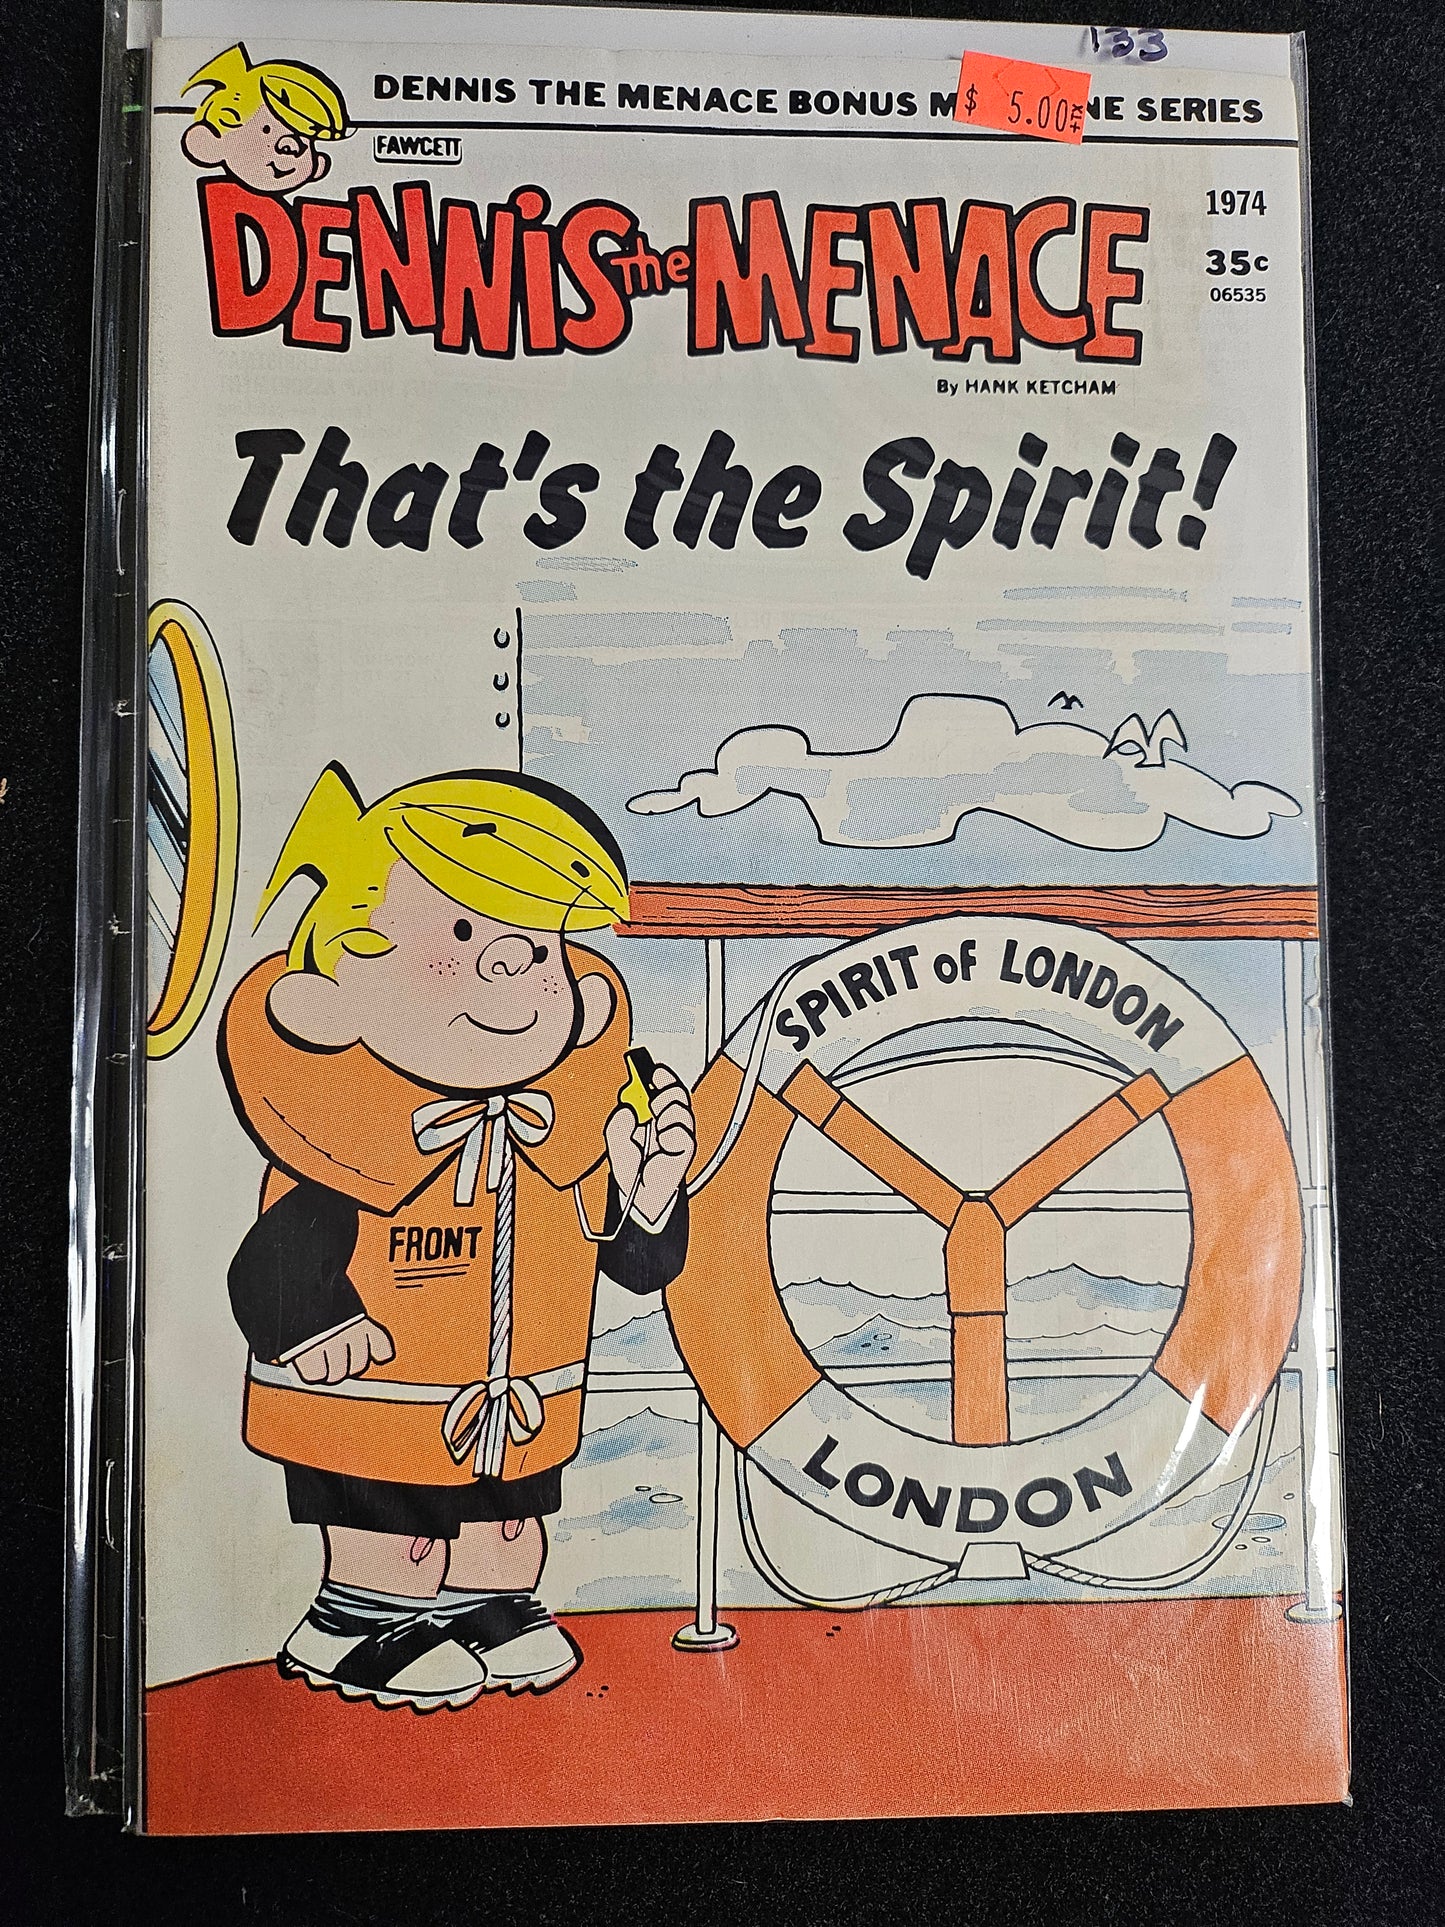 133
DENNIS THE MENACE BONUS M NE SERIES
$ 5.00 +TX
FAWCETT
DENNIS the MENACE
1974
35c
06535
By HANK KETCHAM
That's the Spirit!
SPIRIT OF LONDON
FRONT
LONDON